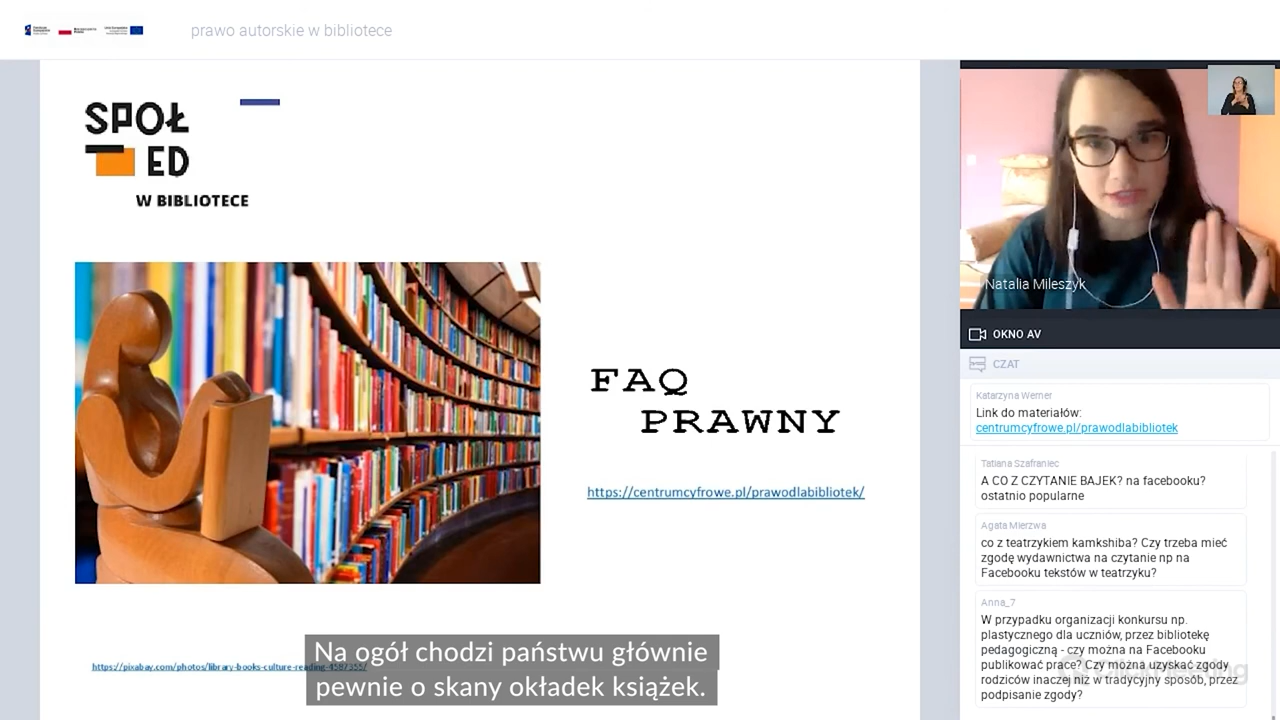 prawo autorskie w bibliotece
SPOŁ
ED
W BIBLIOTECE
FAQ
PRAWNY
https://centrumcyfrowe.pl/prawodlabibliotek/
https://pixabay.com/photos/library-books-culture-reading-4587355/
Na ogół chodzi państwu głównie
pewnie o skany okładek książek.
Natalia Mileszyk
OKNO AV
CZAT
Katarzyna Werner
Link do materiałów:
centrumcyfrowe.pl/prawodlabibliotek
Tatiana Szafraniec
A CO Z CZYTANIE BAJEK? na facebooku?
ostatnio popularne
Agata Mierzwa
co z teatrzykiem kamkshiba? Czy trzeba mieć
zgodę wydawnictwa na czytanie np na
Facebooku tekstów w teatrzyku?
Anna_7
W przypadku organizacji konkursu np.
plastycznego dla uczniów, przez bibliotekę
pedagogiczną - czy można na Facebooku
publikować prace? Czy można uzyskać zgody
rodziców inaczej niż w tradycyjny sposób, przez
podpisanie zgody?